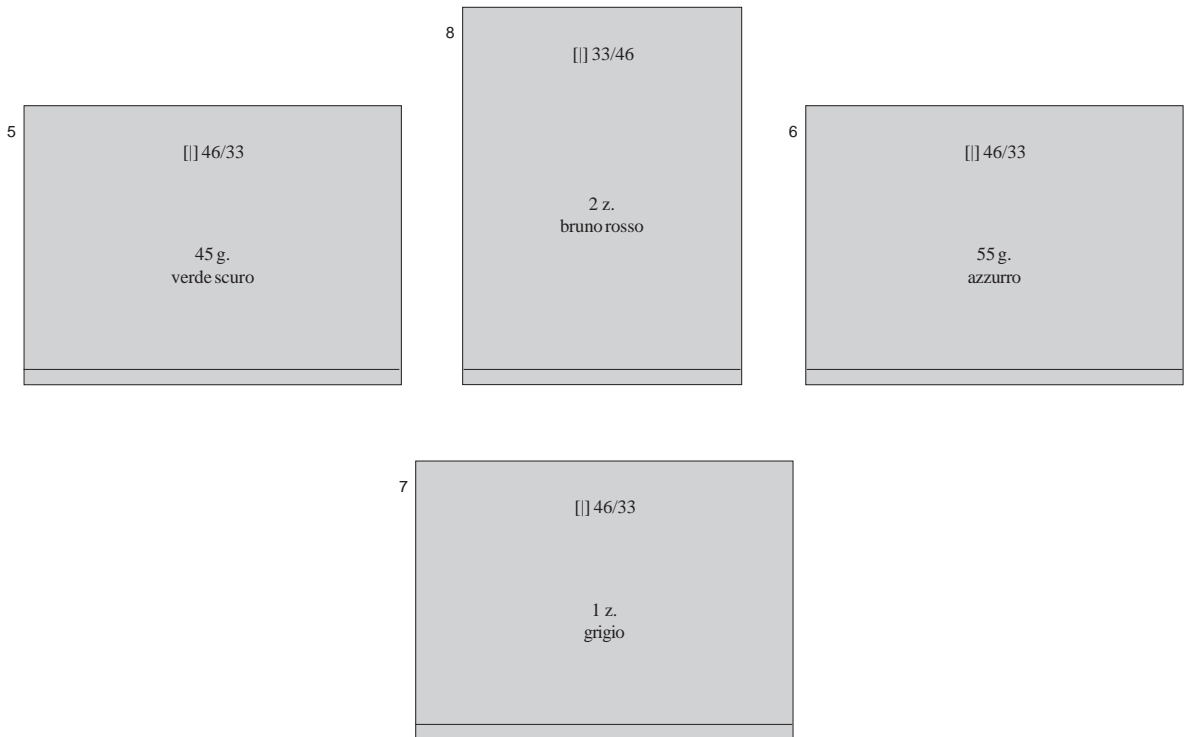 8
[|] 33/46
2 z.
bruno rosso
5
[|] 46/33
45 g.
verde scuro
6
[|] 46/33
55 g.
azzurro
7
[|] 46/33
1 z.
grigio